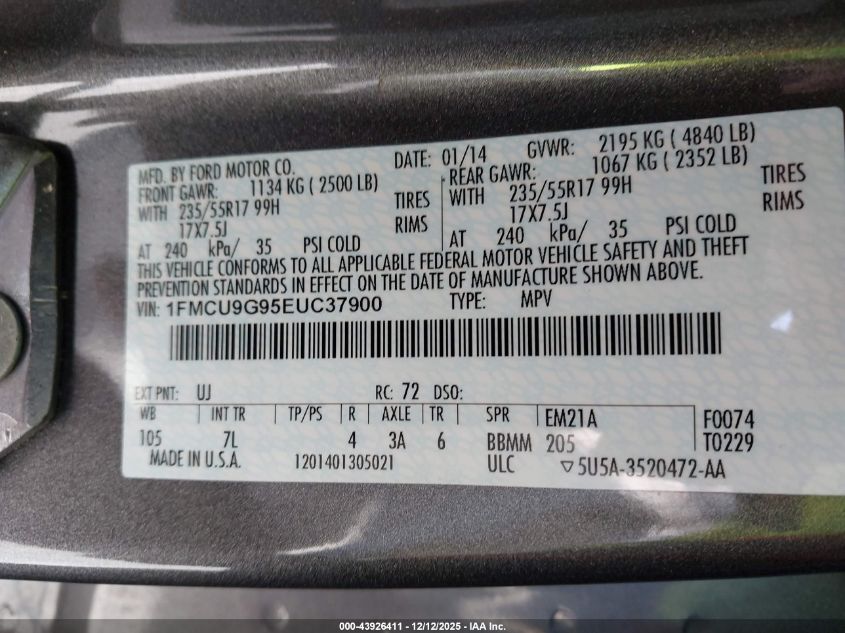 MFD. BY FORD MOTOR CO. DATE: 01/14 GVWR: 2195 KG ( 4840 LB)
FRONT GAWR: 1134 KG ( 2500 LB) REAR GAWR: 1067 KG ( 2352 LB)
WITH 235/55R17 99H TIRES WITH 235/55R17 99H TIRES
17X7.5J RIMS 17X7.5J RIMS
AT 240 kPa/ 35 PSI COLD AT 240 kPa/ 35 PSI COLD
THIS VEHICLE CONFORMS TO ALL APPLICABLE FEDERAL MOTOR VEHICLE SAFETY AND THEFT
PREVENTION STANDARDS IN EFFECT ON THE DATE OF MANUFACTURE SHOWN ABOVE.
VIN: 1FMCU9G95EUC37900 TYPE: MPV
EXT PNT: UJ RC: 72 DSO:
WB INT TR TP/PS R AXLE TR SPR EM21A F0074
105 7L 4 3A 6 BBMM 205 T0229
MADE IN U.S.A. 1201401305021 ULC ▽5U5A-3520472-AA
000-43926411 - 12/12/2025 - IAA Inc.